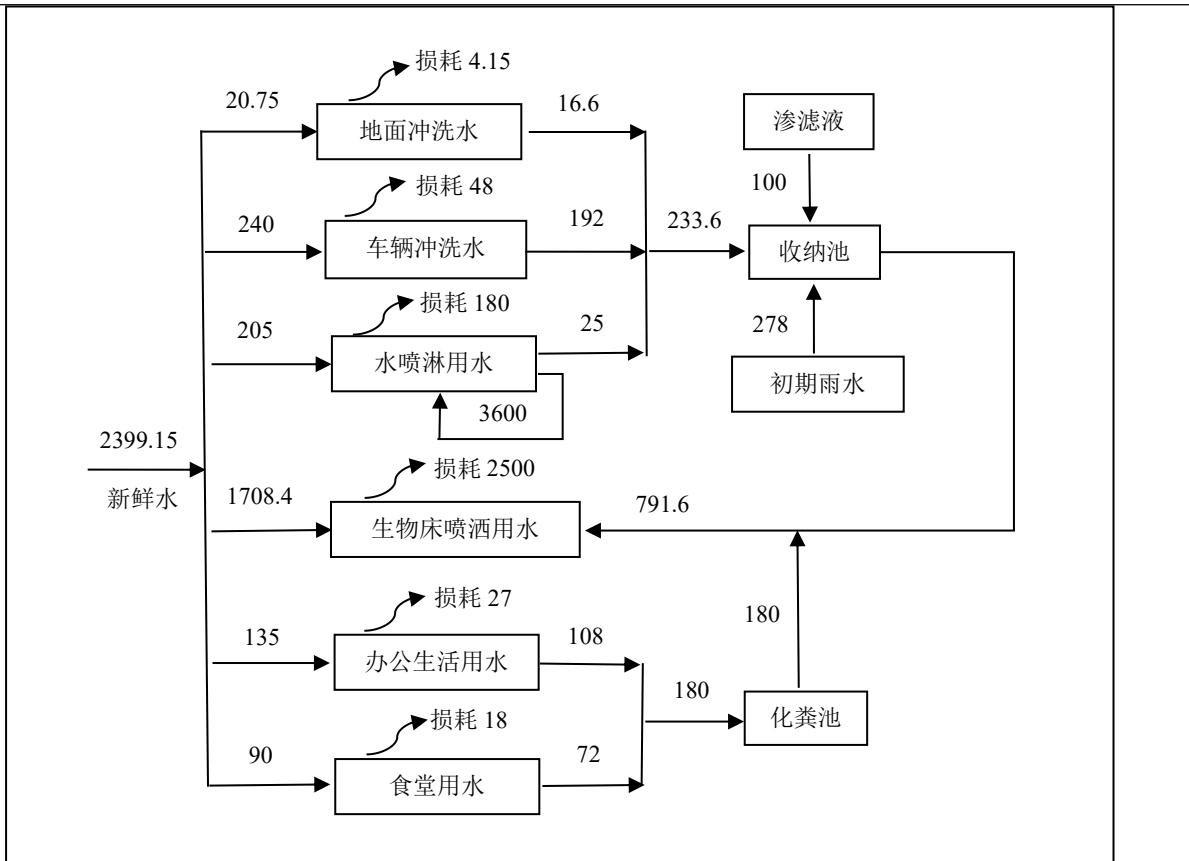 损耗 4.15
20.75
地面冲洗水
16.6
渗滤液
100
损耗 48
240
车辆冲洗水
192
233.6
收纳池
损耗 180
205
水喷淋用水
25
278
初期雨水
3600
2399.15
新鲜水
损耗 2500
1708.4
生物床喷洒用水
791.6
损耗 27
135
办公生活用水
108
180
180
化粪池
损耗 18
90
食堂用水
72